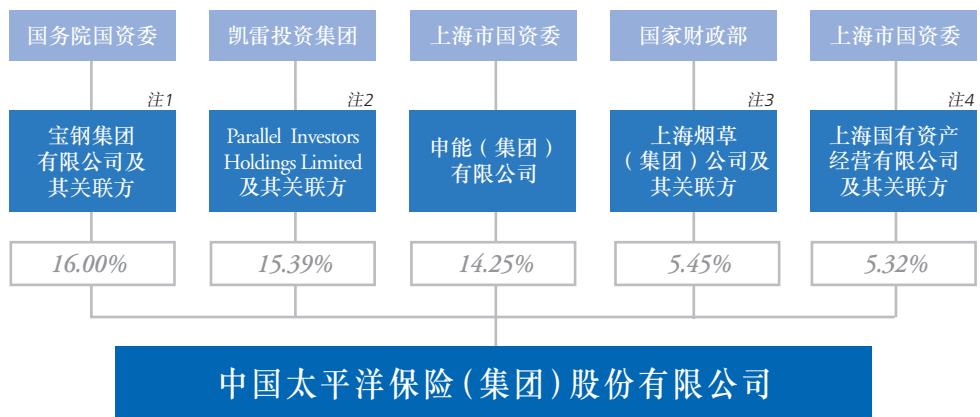 国务院国资委
凯雷投资集团
上海市国资委
国家财政部
上海市国资委
注1
注2
注3
注4
宝钢集团
有限公司及
其关联方
Parallel Investors
Holdings Limited
及其关联方
申能（集团）
有限公司
上海烟草
（集团）公司及
其关联方
上海国有资产
经营有限公司
及其关联方
16.00%
15.39%
14.25%
5.45%
5.32%
中国太平洋保险（集团）股份有限公司